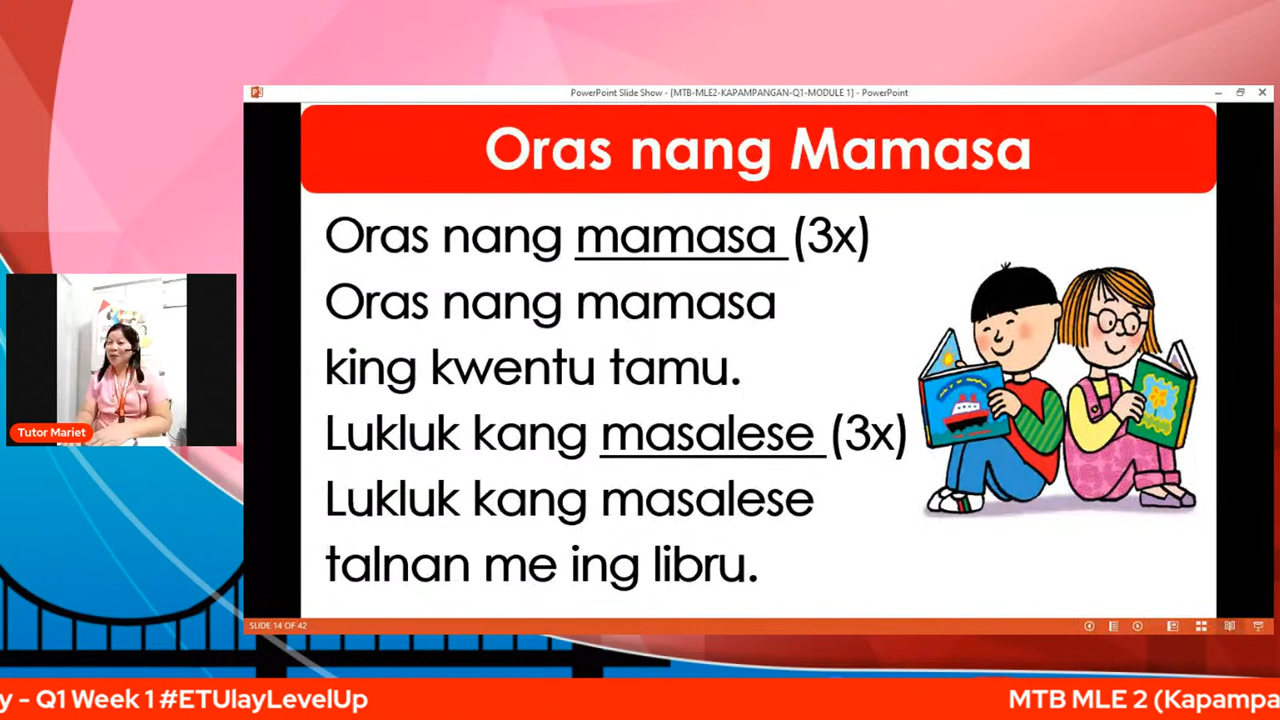 PowerPoint Slide Show - [MTB-MLE2-KAPAMPANGAN-Q1-MODULE 1] - PowerPoint
Oras nang Mamasa
Oras nang mamasa (3x)
Oras nang mamasa
king kwentu tamu.
Lukluk kang masalese (3x)
Lukluk kang masalese
talnan me ing libru.
Tutor Mariet
SLIDE 14 OF 42
y - Q1 Week 1 #ETUlayLevelUp
MTB MLE 2 (Kapampa